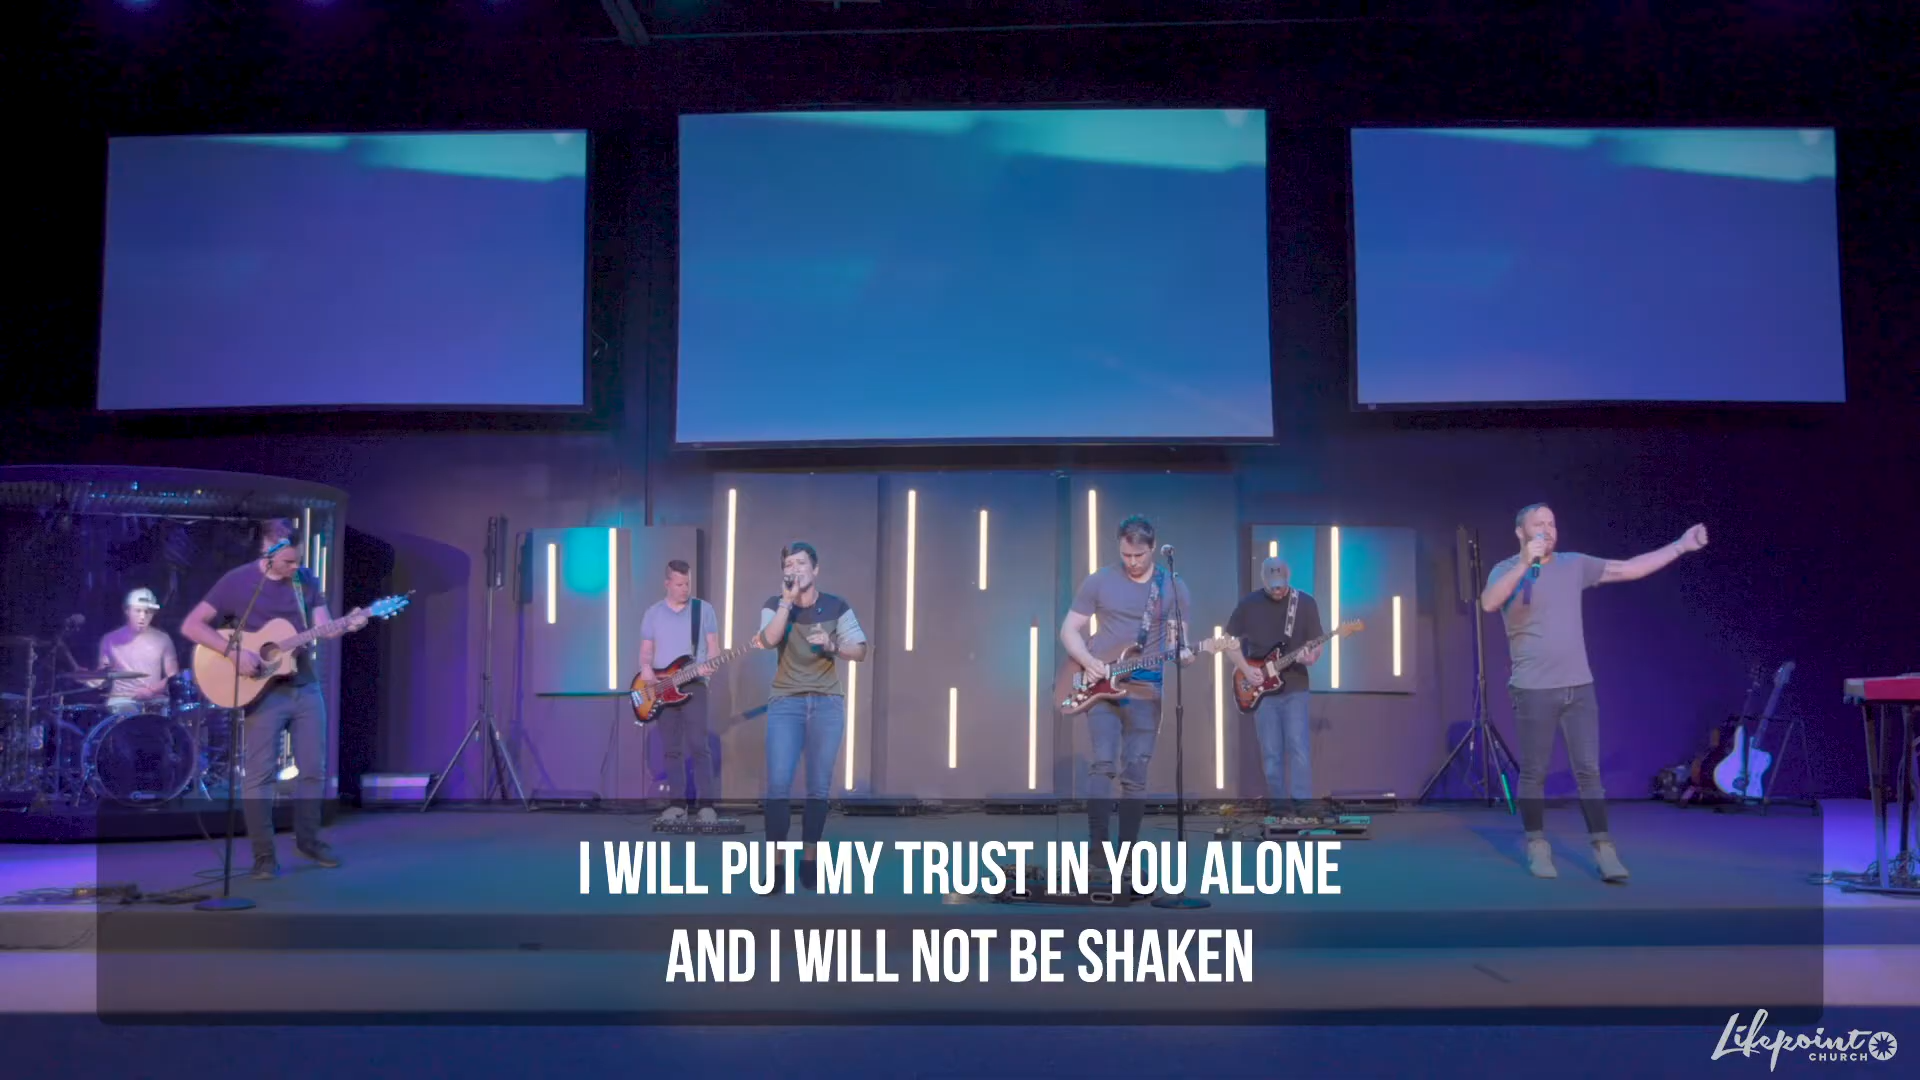 I WILL PUT MY TRUST IN YOU ALONE
AND I WILL NOT BE SHAKEN
Lifepoint
CHURCH